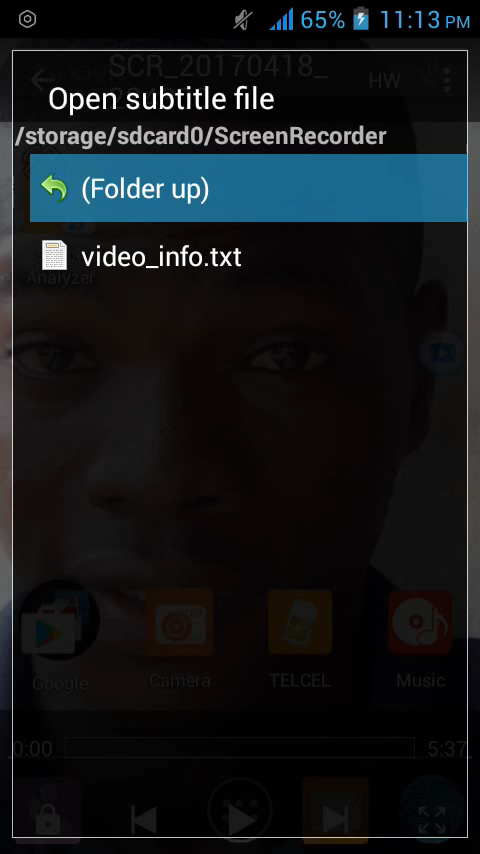 65% 11:13 PM
SCR_20170418_
HW
Open subtitle file
/storage/sdcard0/ScreenRecorder
(Folder up)
video_info.txt
Analyzer
Google
Camera
TELCEL
Music
0:00
5:37